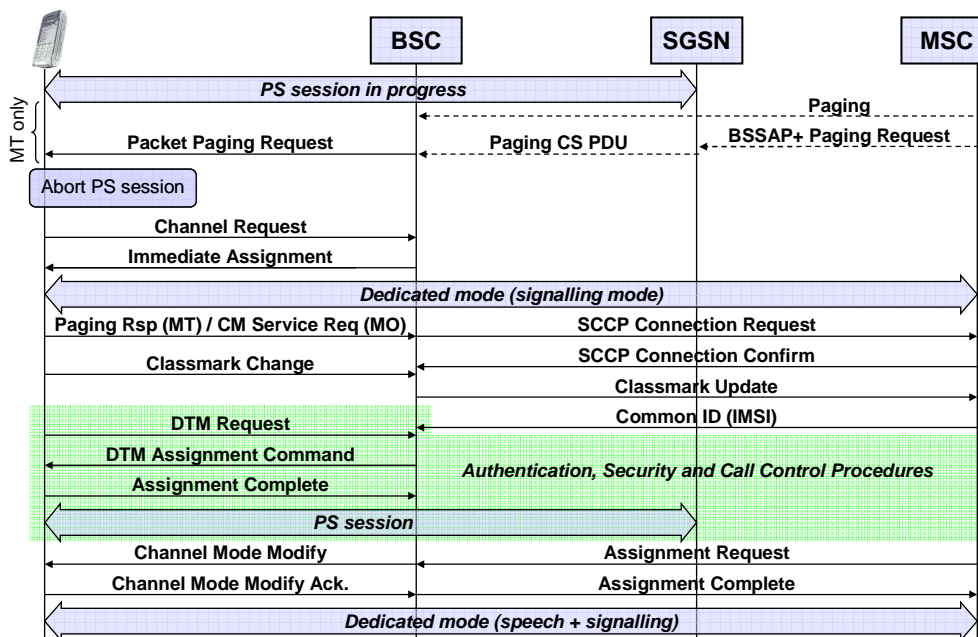 BSC
SGSN
MSC
PS session in progress
MT only
Paging
BSSAP+ Paging Request
Packet Paging Request
Paging CS PDU
Abort PS session
Channel Request
Immediate Assignment
Dedicated mode (signalling mode)
Paging Rsp (MT) / CM Service Req (MO)
SCCP Connection Request
SCCP Connection Confirm
Classmark Change
Classmark Update
DTM Request
Common ID (IMSI)
DTM Assignment Command
Authentication, Security and Call Control Procedures
Assignment Complete
PS session
Channel Mode Modify
Assignment Request
Channel Mode Modify Ack.
Assignment Complete
Dedicated mode (speech + signalling)